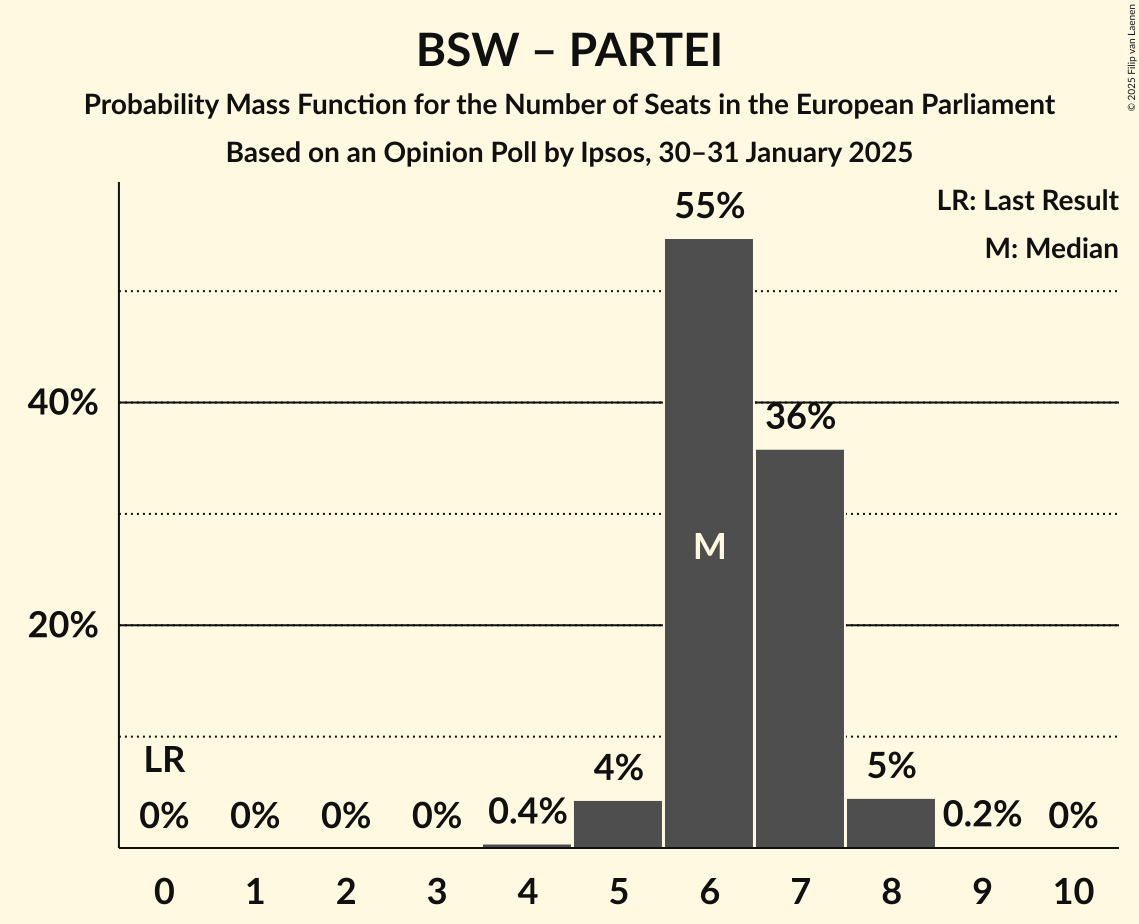 BSW – PARTEI
Probability Mass Function for the Number of Seats in the European Parliament
Based on an Opinion Poll by Ipsos, 30–31 January 2025
© 2025 Filip van Laenen
LR: Last Result
M: Median
55%
40%
36%
M
20%
LR
0% 0% 0% 0% 0.4% 4% 5% 0.2% 0%
0 1 2 3 4 5 6 7 8 9 10